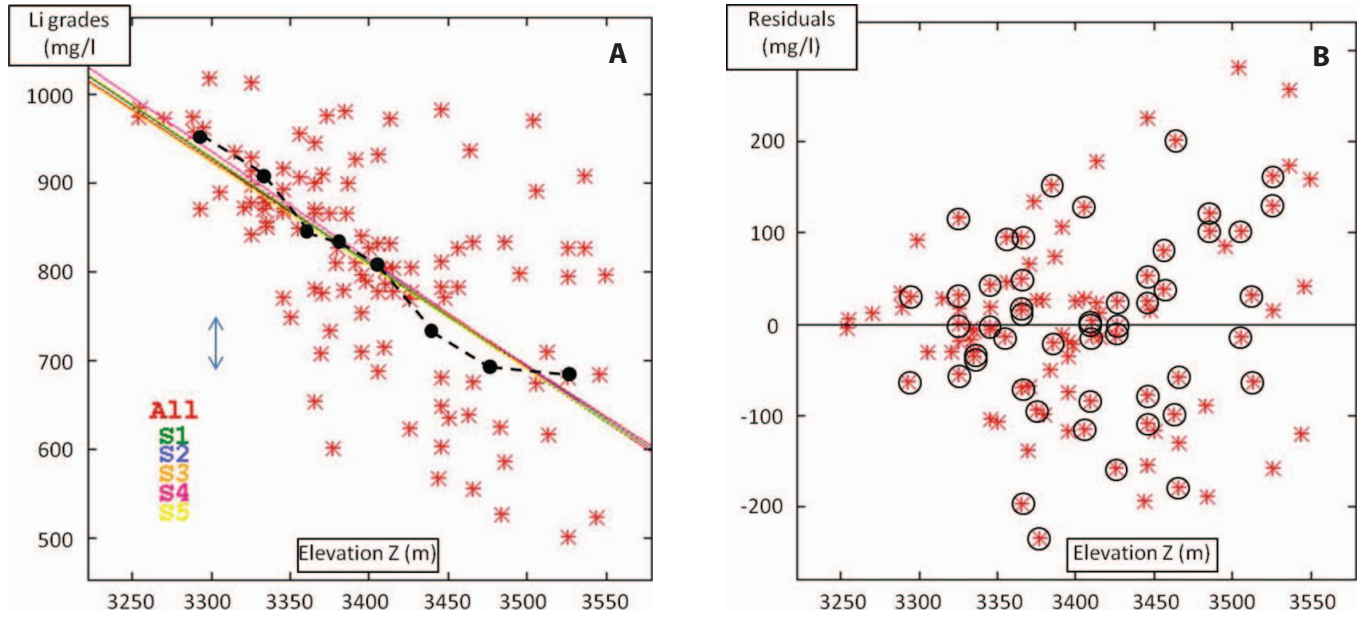 Li grades
(mg/l
A
1000
900
800
700
600
500
All
S1
S2
S3
S4
S5
Elevation Z (m)
3250 3300 3350 3400 3450 3500 3550
Residuals
(mg/l)
B
200
100
0
-100
-200
Elevation Z (m)
3250 3300 3350 3400 3450 3500 3550